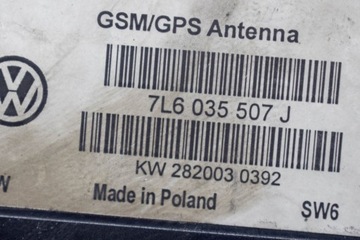 GSM/GPS Antenna
7L6 035 507 J
KW 282003 0392
W Made in Poland SW6